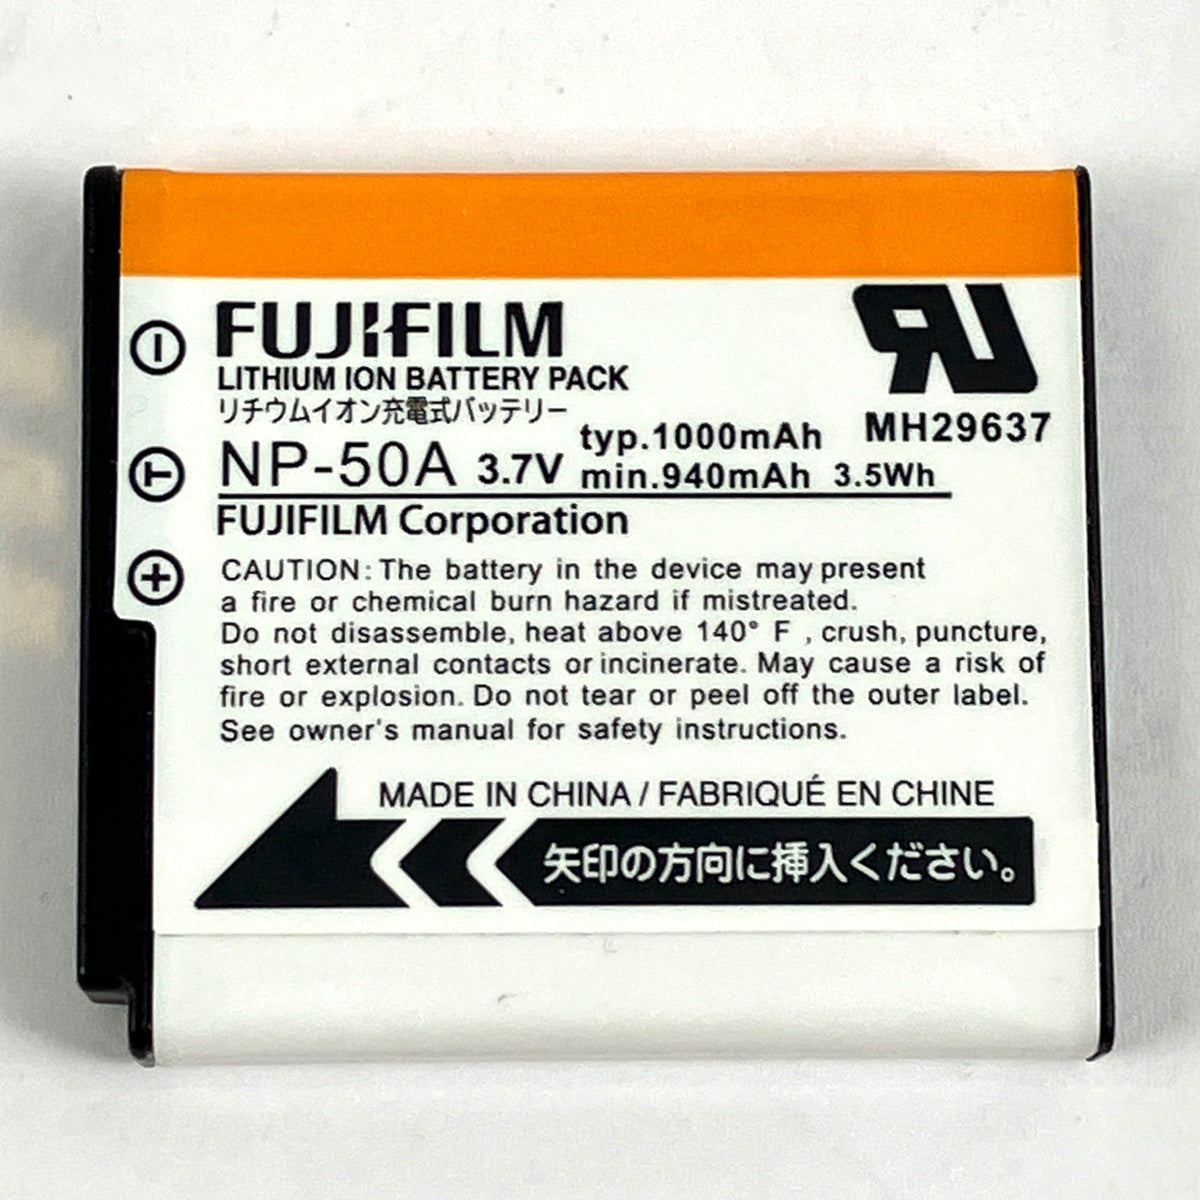 FUJIFILM
LITHIUM ION BATTERY PACK
リチウムイオン充電式バッテリー
NP-50A 3.7V typ.1000mAh
min.940mAh 3.5Wh
MH29637
FUJIFILM Corporation
CAUTION: The battery in the device may present
a fire or chemical burn hazard if mistreated.
Do not disassemble, heat above 140° F , crush, puncture,
short external contacts or incinerate. May cause a risk of
fire or explosion. Do not tear or peel off the outer label.
See owner's manual for safety instructions.
MADE IN CHINA / FABRIQUÉ EN CHINE
矢印の方向に挿入ください。
－
T
+